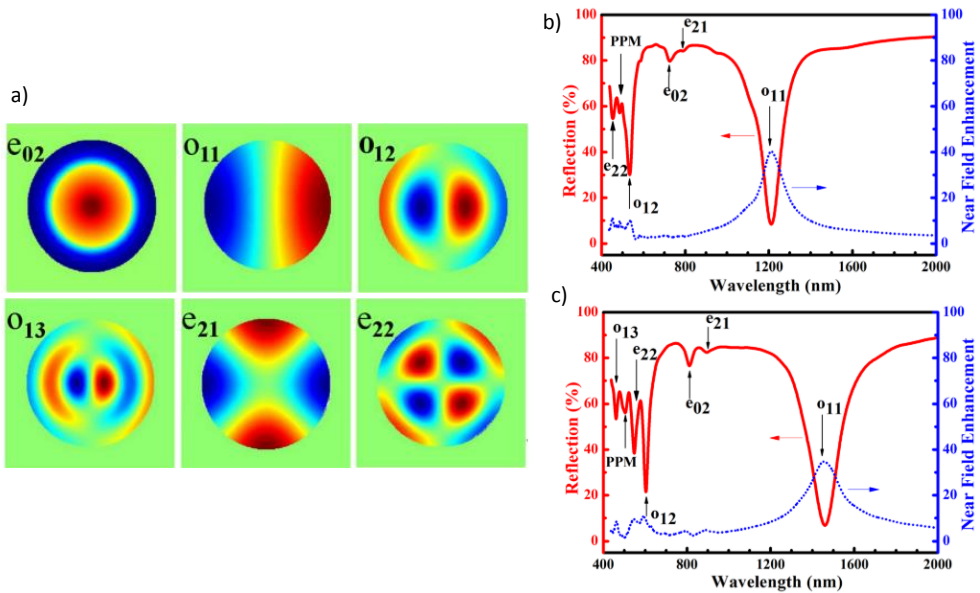 a)
e02
o11
o12
o13
e21
e22
b)
100
80
60
40
20
0
Reflection (%)
PPM
e21
e22
o12
e02
o11
100
80
60
40
20
0
Near Field Enhancement
400
800
1200
1600
2000
Wavelength (nm)
c)
100
80
60
40
20
0
Reflection (%)
o13
e22
e21
PPM
o12
e02
o11
100
80
60
40
20
0
Near Field Enhancement
400
800
1200
1600
2000
Wavelength (nm)